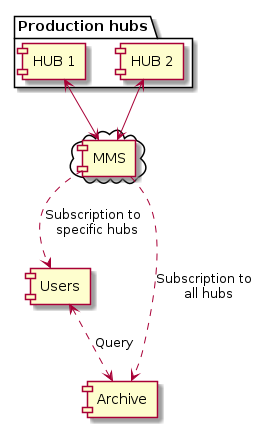 Production hubs
HUB 1
HUB 2
MMS
Subscription to
specific hubs
Subscription to
all hubs
Users
Query
Archive